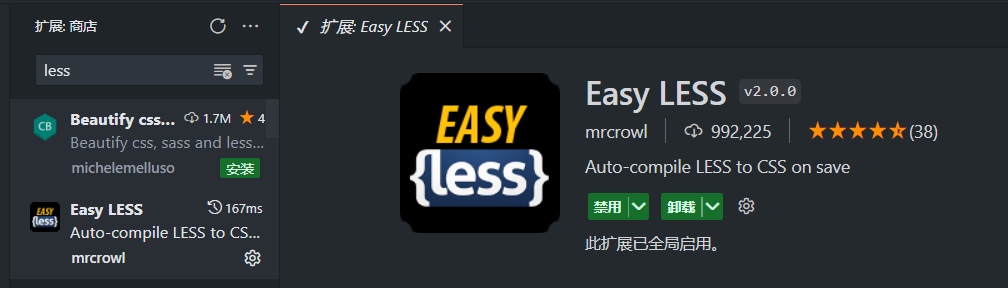 扩展: 商店
less
CB
Beautify css... 1.7M 4
Beautify css, sass and less...
michelemelluso 安装
EASY
{less}
Easy LESS 167ms
Auto-compile LESS to CS...
mrcrowl
扩展: Easy LESS
EASY
{less}
Easy LESS v2.0.0
mrcrowl 992,225 (38)
Auto-compile LESS to CSS on save
禁用 卸载
此扩展已全局启用。